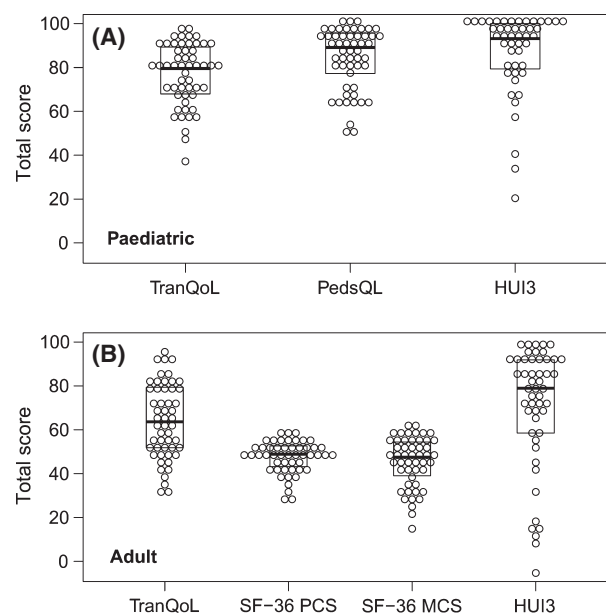 (A)
Total score
100
80
60
40
20
0
Paediatric
TranQoL PedsQL HUI3
(B)
Total score
100
80
60
40
20
0
Adult
TranQoL SF−36 PCS SF−36 MCS HUI3